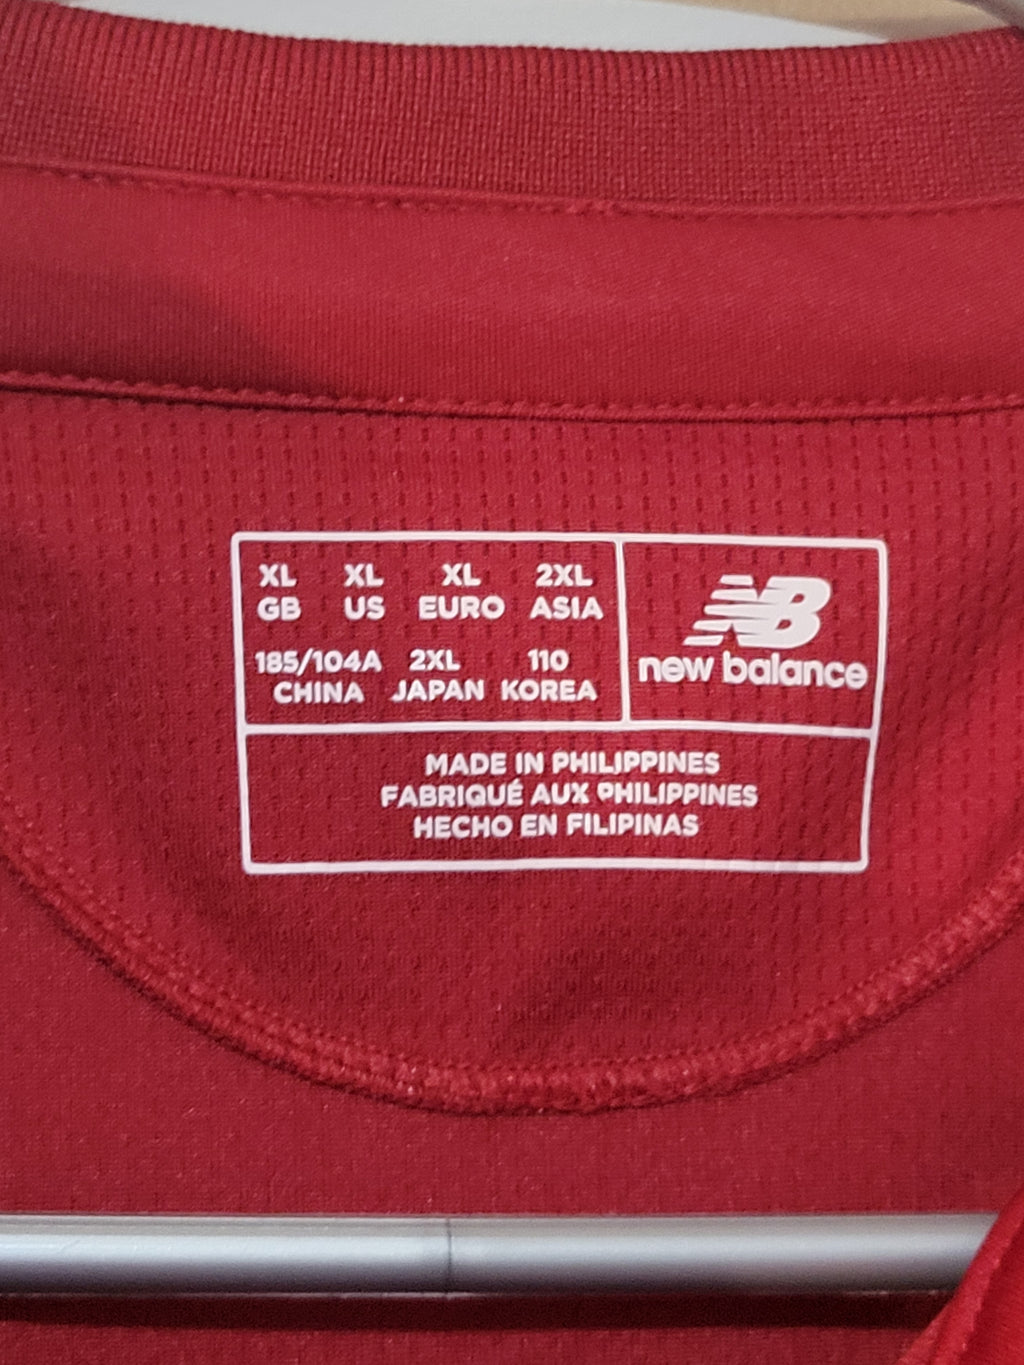 XL XL XL 2XL
GB US EURO ASIA
185/104A 2XL 110
CHINA JAPAN KOREA
NB
new balance
MADE IN PHILIPPINES
FABRIQUÉ AUX PHILIPPINES
HECHO EN FILIPINAS